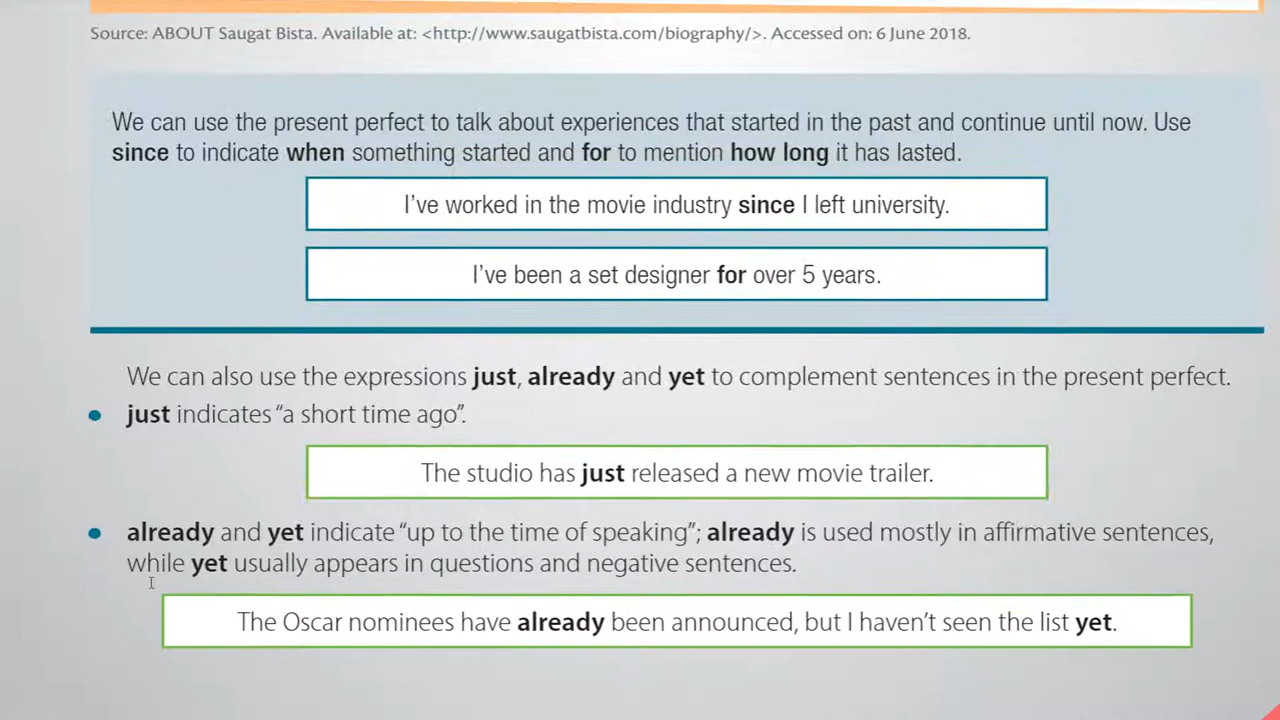 Source: ABOUT Saugat Bista. Available at: <http://www.saugatbista.com/biography/>. Accessed on: 6 June 2018.
We can use the present perfect to talk about experiences that started in the past and continue until now. Use
since to indicate when something started and for to mention how long it has lasted.
I've worked in the movie industry since I left university.
I've been a set designer for over 5 years.
We can also use the expressions just, already and yet to complement sentences in the present perfect.
• just indicates “a short time ago”.
The studio has just released a new movie trailer.
• already and yet indicate “up to the time of speaking”; already is used mostly in affirmative sentences,
while yet usually appears in questions and negative sentences.
The Oscar nominees have already been announced, but I haven't seen the list yet.